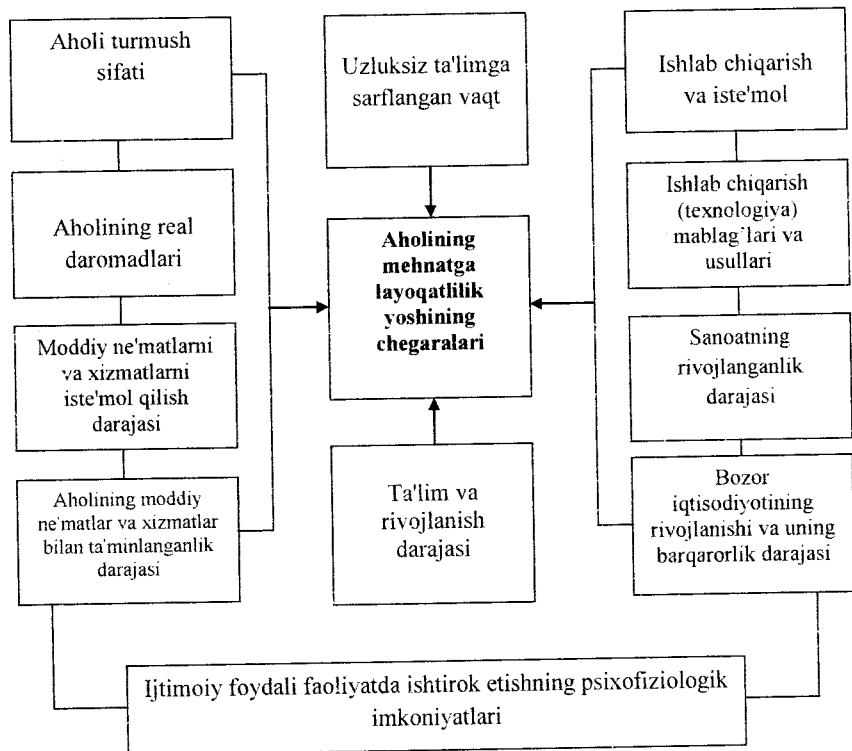 Aholi turmush
sifati
Aholining real
daromadlari
Moddiy ne'matlarni
va xizmatlarni
iste'mol qilish
darajasi
Aholining moddiy
ne'matlar va xizmatlar
bilan ta'minlanganlik
darajasi
Uzluksiz ta'limga
sarflangan vaqt
Aholining
mehnatga
layoqatlilik
yoshining
chegaralari
Ta'lim va
rivojlanish
darajasi
Ishlab chiqarish
va iste'mol
Ishlab chiqarish
(texnologiya)
mablag`lari va
usullari
Sanoatning
rivojlanganlik
darajasi
Bozor
iqtisodiyotining
rivojlanishi va uning
barqarorlik darajasi
Ijtimoiy foydali faoliyatda ishtirok etishning psixofiziologik
imkoniyatlari